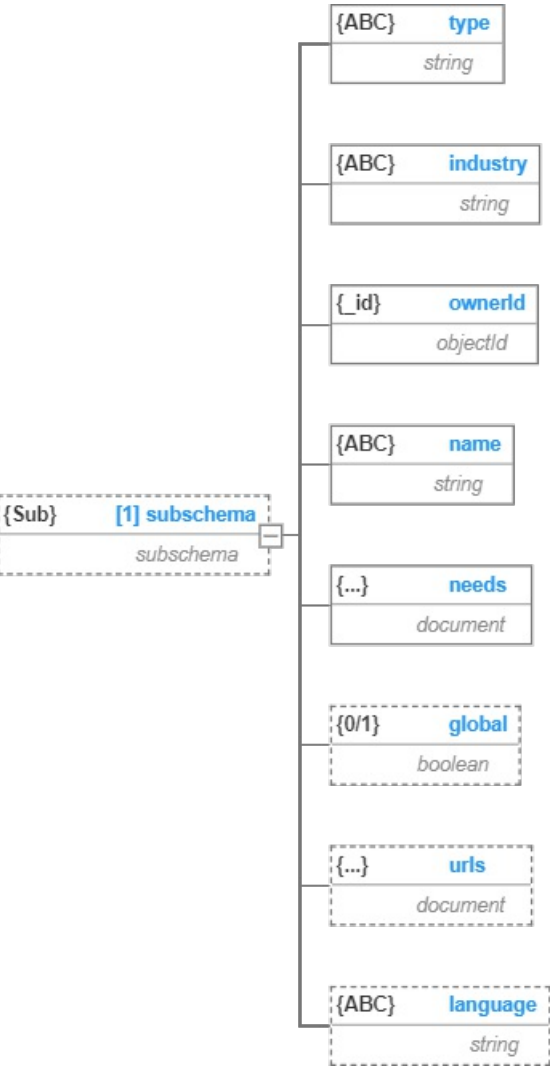 {ABC} type
string
{ABC} industry
string
{_id} ownerId
objectId
{ABC} name
string
{Sub} [1] subschema
subschema
{...} needs
document
{0/1} global
boolean
{...} urls
document
{ABC} language
string